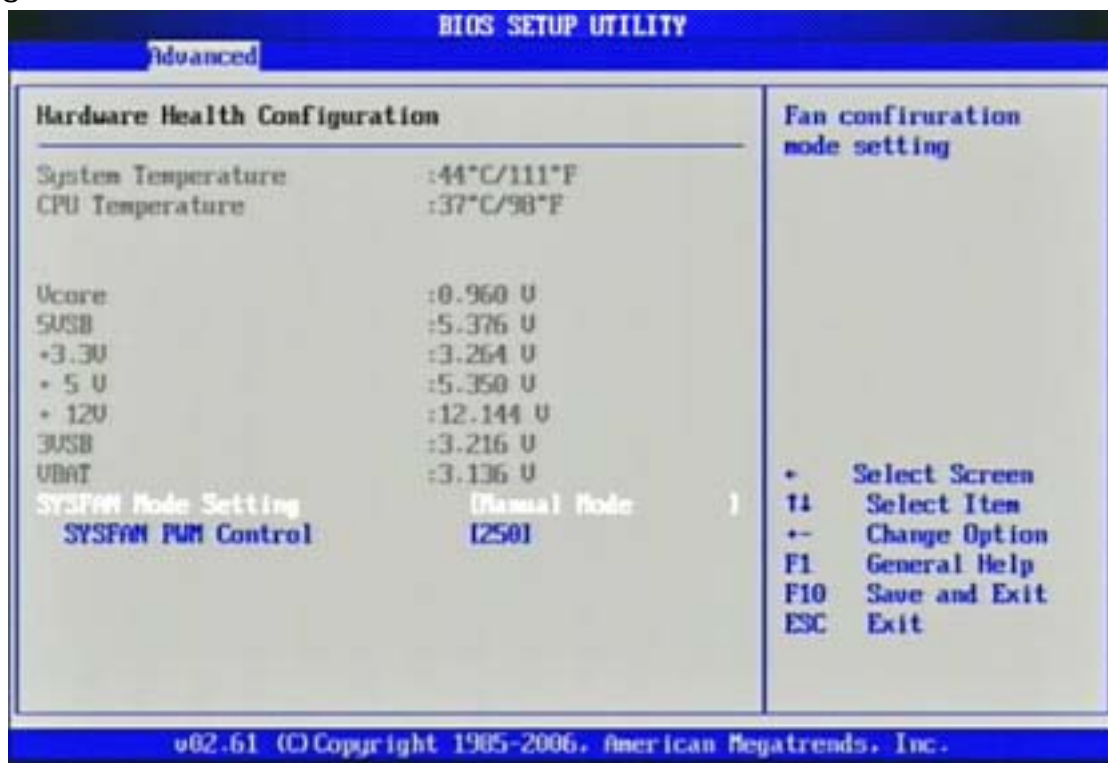 BIOS SETUP UTILITY
Advanced
Hardware Health Configuration
System Temperature :44°C/111°F
CPU Temperature :37°C/98°F
Vcore :0.960 V
5VSB :5.376 V
+3.3V :3.264 V
+ 5 V :5.350 V
+ 12V :12.144 V
3VSB :3.216 V
VBAT :3.136 V
SYSFAN Mode Setting [Manual Mode ]
SYSFAN PWM Control [250]
Fan confiruration
mode setting
← Select Screen
↑↓ Select Item
+- Change Option
F1 General Help
F10 Save and Exit
ESC Exit
v02.61 (C) Copyright 1985-2006, American Megatrends, Inc.